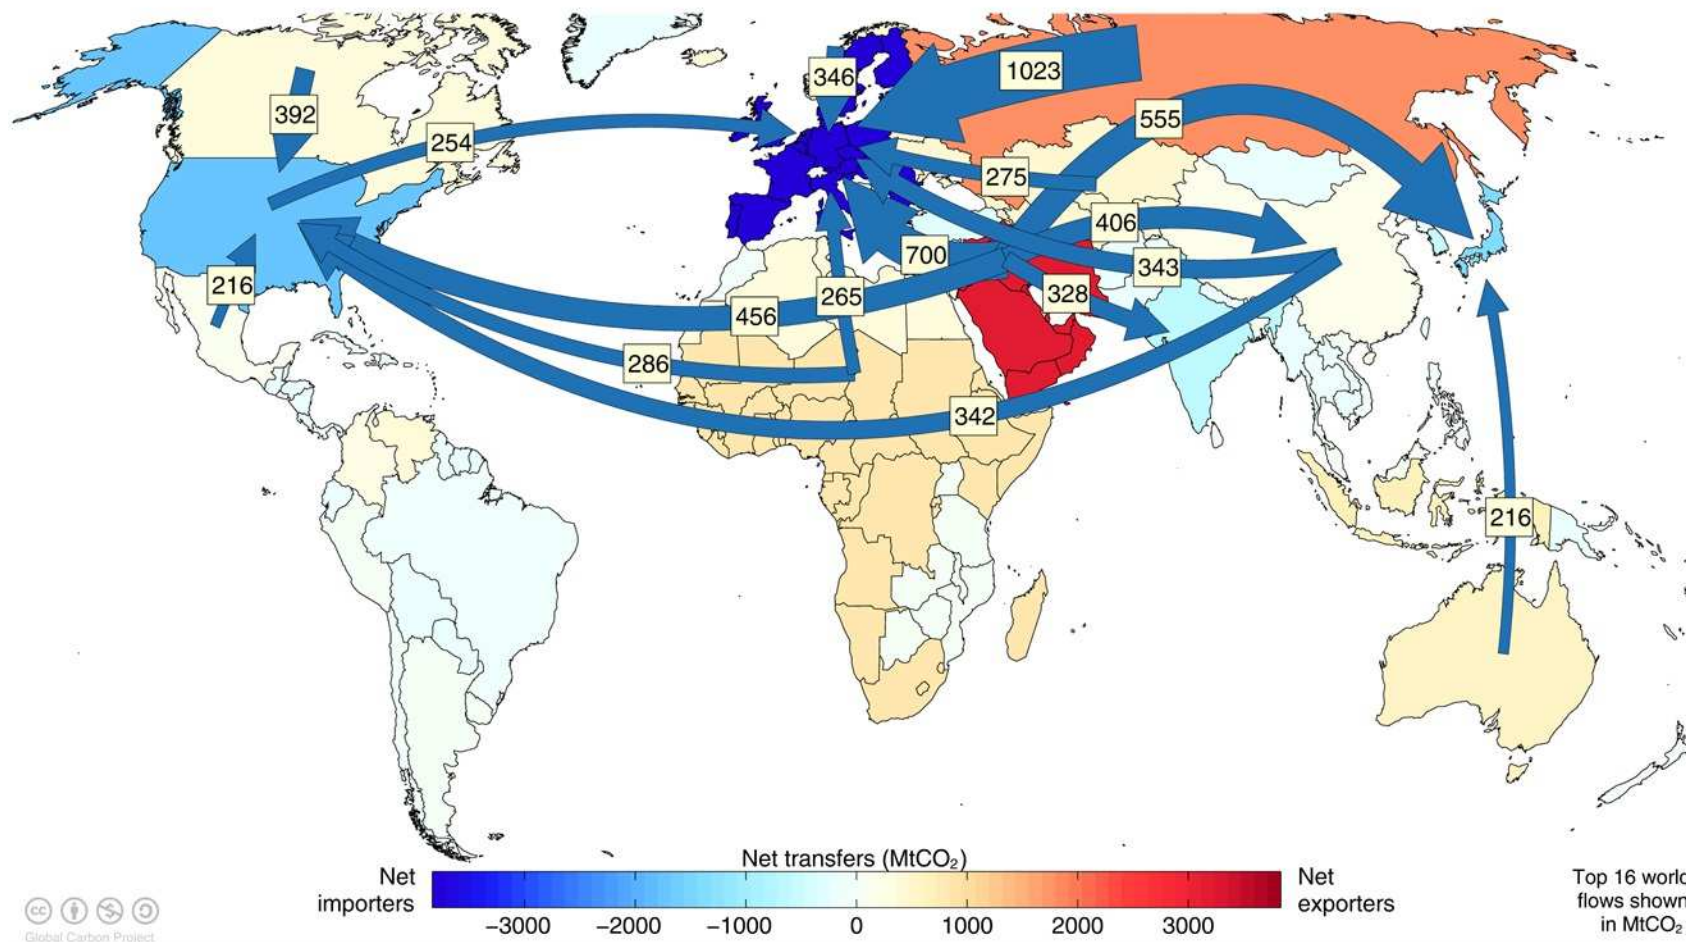 346
1023
392
254
555
275
406
216
700
343
265
328
456
286
342
216
Net transfers (MtCO₂)
Net
importers
Net
exporters
−3000
−2000
−1000
0
1000
2000
3000
Top 16 world
flows shown
in MtCO₂
cc
Global Carbon Project